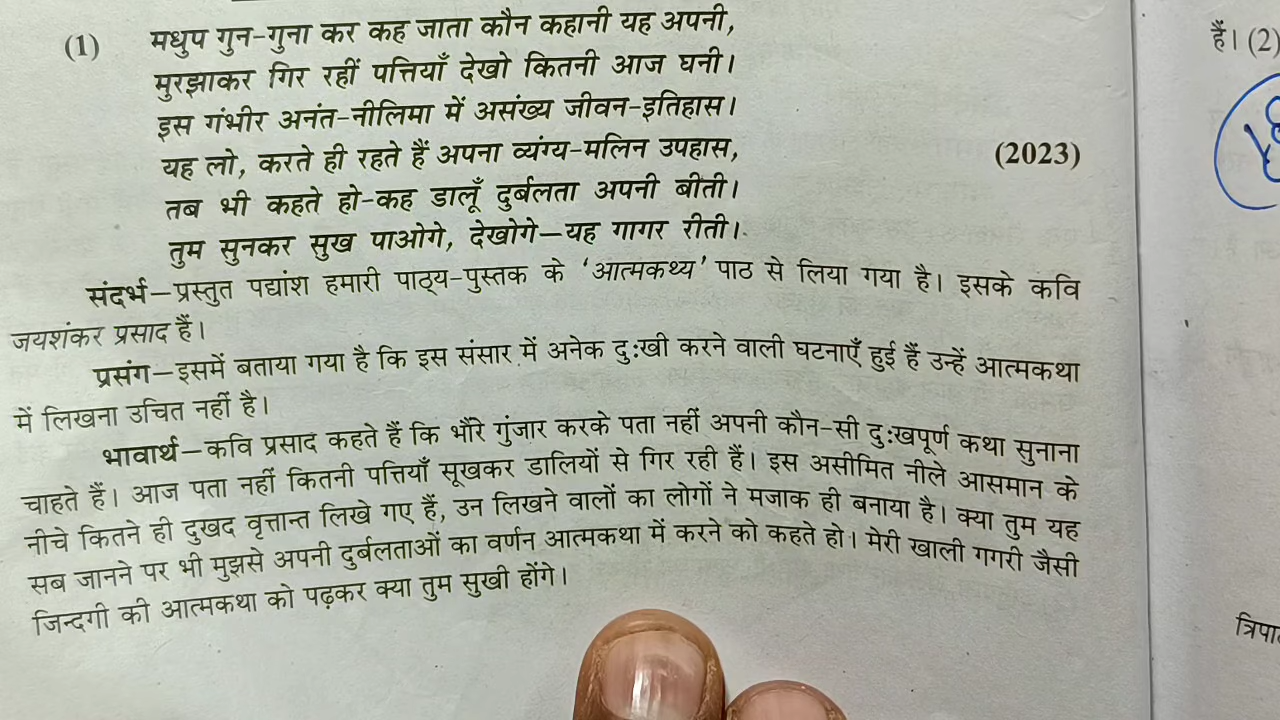 (1) मधुप गुन-गुना कर कह जाता कौन कहानी यह अपनी,
मुरझाकर गिर रहीं पत्तियाँ देखो कितनी आज घनी।
इस गंभीर अनंत-नीलिमा में असंख्य जीवन-इतिहास।
यह लो, करते ही रहते हैं अपना व्यंग्य-मलिन उपहास,
(2023)
तब भी कहते हो-कह डालूँ दुर्बलता अपनी बीती।
तुम सुनकर सुख पाओगे, देखोगे—यह गागर रीती।
संदर्भ—प्रस्तुत पद्यांश हमारी पाठ्य-पुस्तक के 'आत्मकथ्य' पाठ से लिया गया है। इसके कवि
जयशंकर प्रसाद हैं।
प्रसंग—इसमें बताया गया है कि इस संसार में अनेक दुःखी करने वाली घटनाएँ हुई हैं उन्हें आत्मकथा
में लिखना उचित नहीं है।
भावार्थ—कवि प्रसाद कहते हैं कि भौंरे गुंजार करके पता नहीं अपनी कौन-सी दुःखपूर्ण कथा सुनाना
चाहते हैं। आज पता नहीं कितनी पत्तियाँ सूखकर डालियों से गिर रही हैं। इस असीमित नीले आसमान के
नीचे कितने ही दुखद वृत्तान्त लिखे गए हैं, उन लिखने वालों का लोगों ने मजाक ही बनाया है। क्या तुम यह
सब जानने पर भी मुझसे अपनी दुर्बलताओं का वर्णन आत्मकथा में करने को कहते हो। मेरी खाली गगरी जैसी
जिन्दगी की आत्मकथा को पढ़कर क्या तुम सुखी होंगे।
हैं। (2)